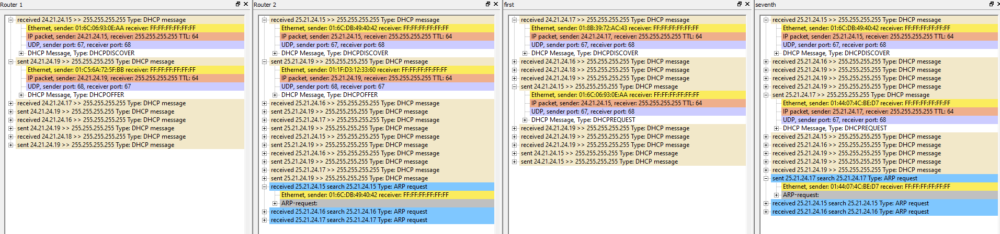 Router 1
received 24.21.24.15 >> 255.255.255.255 Type: DHCP message
Ethernet, sender: 01:6C:06:93:0E:AA receiver: FF:FF:FF:FF:FF:FF
IP packet, sender: 24.21.24.15, receiver: 255.255.255.255 TTL: 64
UDP, sender port: 67, receiver port: 68
DHCP Message, Type: DHCPDISCOVER
sent 24.21.24.19 >> 255.255.255.255 Type: DHCP message
Ethernet, sender: 01:C5:6A:72:5F:BB receiver: FF:FF:FF:FF:FF:FF
IP packet, sender: 24.21.24.19, receiver: 255.255.255.255 TTL: 64
UDP, sender port: 68, receiver port: 67
DHCP Message, Type: DHCPOFFER
received 24.21.24.17 >> 255.255.255.255 Type: DHCP message
sent 24.21.24.19 >> 255.255.255.255 Type: DHCP message
received 24.21.24.16 >> 255.255.255.255 Type: DHCP message
sent 24.21.24.19 >> 255.255.255.255 Type: DHCP message
received 24.21.24.18 >> 255.255.255.255 Type: DHCP message
sent 24.21.24.19 >> 255.255.255.255 Type: DHCP message
Router 2
received 25.21.24.15 >> 255.255.255.255 Type: DHCP message
Ethernet, sender: 01:6C:DB:49:40:42 receiver: FF:FF:FF:FF:FF:FF
IP packet, sender: 25.21.24.15, receiver: 255.255.255.255 TTL: 64
UDP, sender port: 67, receiver port: 68
DHCP Message, Type: DHCPDISCOVER
sent 25.21.24.19 >> 255.255.255.255 Type: DHCP message
Ethernet, sender: 01:1F:D3:12:33:60 receiver: FF:FF:FF:FF:FF:FF
IP packet, sender: 25.21.24.19, receiver: 255.255.255.255 TTL: 64
UDP, sender port: 68, receiver port: 67
DHCP Message, Type: DHCPOFFER
received 25.21.24.16 >> 255.255.255.255 Type: DHCP message
sent 25.21.24.19 >> 255.255.255.255 Type: DHCP message
received 25.21.24.17 >> 255.255.255.255 Type: DHCP message
sent 25.21.24.19 >> 255.255.255.255 Type: DHCP message
received 25.21.24.15 >> 255.255.255.255 Type: DHCP message
sent 25.21.24.19 >> 255.255.255.255 Type: DHCP message
received 25.21.24.16 >> 255.255.255.255 Type: DHCP message
sent 25.21.24.19 >> 255.255.255.255 Type: DHCP message
received 25.21.24.17 >> 255.255.255.255 Type: DHCP message
sent 25.21.24.19 >> 255.255.255.255 Type: DHCP message
received 25.21.24.15 search 25.21.24.15 Type: ARP request
Ethernet, sender: 01:6C:DB:49:40:42 receiver: FF:FF:FF:FF:FF:FF
ARP-request:
received 25.21.24.16 search 25.21.24.16 Type: ARP request
received 25.21.24.17 search 25.21.24.17 Type: ARP request
first
received 24.21.24.17 >> 255.255.255.255 Type: DHCP message
Ethernet, sender: 01:8B:39:72:AC:43 receiver: FF:FF:FF:FF:FF:FF
IP packet, sender: 24.21.24.17, receiver: 255.255.255.255 TTL: 64
UDP, sender port: 67, receiver port: 68
DHCP Message, Type: DHCPDISCOVER
received 24.21.24.16 >> 255.255.255.255 Type: DHCP message
received 24.21.24.18 >> 255.255.255.255 Type: DHCP message
received 24.21.24.19 >> 255.255.255.255 Type: DHCP message
sent 24.21.24.15 >> 255.255.255.255 Type: DHCP message
Ethernet, sender: 01:6C:06:93:0E:AA receiver: FF:FF:FF:FF:FF:FF
IP packet, sender: 24.21.24.15, receiver: 255.255.255.255 TTL: 64
UDP, sender port: 67, receiver port: 68
DHCP Message, Type: DHCPREQUEST
received 24.21.24.19 >> 255.255.255.255 Type: DHCP message
received 24.21.24.19 >> 255.255.255.255 Type: DHCP message
received 24.21.24.19 >> 255.255.255.255 Type: DHCP message
sent 24.21.24.15 >> 255.255.255.255 Type: DHCP message
sent 24.21.24.15 >> 255.255.255.255 Type: DHCP message
seventh
received 25.21.24.15 >> 255.255.255.255 Type: DHCP message
Ethernet, sender: 01:6C:DB:49:40:42 receiver: FF:FF:FF:FF:FF:FF
IP packet, sender: 25.21.24.15, receiver: 255.255.255.255 TTL: 64
UDP, sender port: 67, receiver port: 68
DHCP Message, Type: DHCPDISCOVER
received 25.21.24.16 >> 255.255.255.255 Type: DHCP message
received 25.21.24.19 >> 255.255.255.255 Type: DHCP message
received 25.21.24.19 >> 255.255.255.255 Type: DHCP message
received 25.21.24.19 >> 255.255.255.255 Type: DHCP message
sent 25.21.24.17 >> 255.255.255.255 Type: DHCP message
Ethernet, sender: 01:44:07:4C:BE:D7 receiver: FF:FF:FF:FF:FF:FF
IP packet, sender: 25.21.24.17, receiver: 255.255.255.255 TTL: 64
UDP, sender port: 67, receiver port: 68
DHCP Message, Type: DHCPREQUEST
received 25.21.24.15 >> 255.255.255.255 Type: DHCP message
received 25.21.24.16 >> 255.255.255.255 Type: DHCP message
received 25.21.24.19 >> 255.255.255.255 Type: DHCP message
received 25.21.24.19 >> 255.255.255.255 Type: DHCP message
received 25.21.24.19 >> 255.255.255.255 Type: DHCP message
sent 25.21.24.17 search 25.21.24.17 Type: ARP request
Ethernet, sender: 01:44:07:4C:BE:D7 receiver: FF:FF:FF:FF:FF:FF
ARP-request:
received 25.21.24.15 search 25.21.24.15 Type: ARP request
received 25.21.24.16 search 25.21.24.16 Type: ARP request